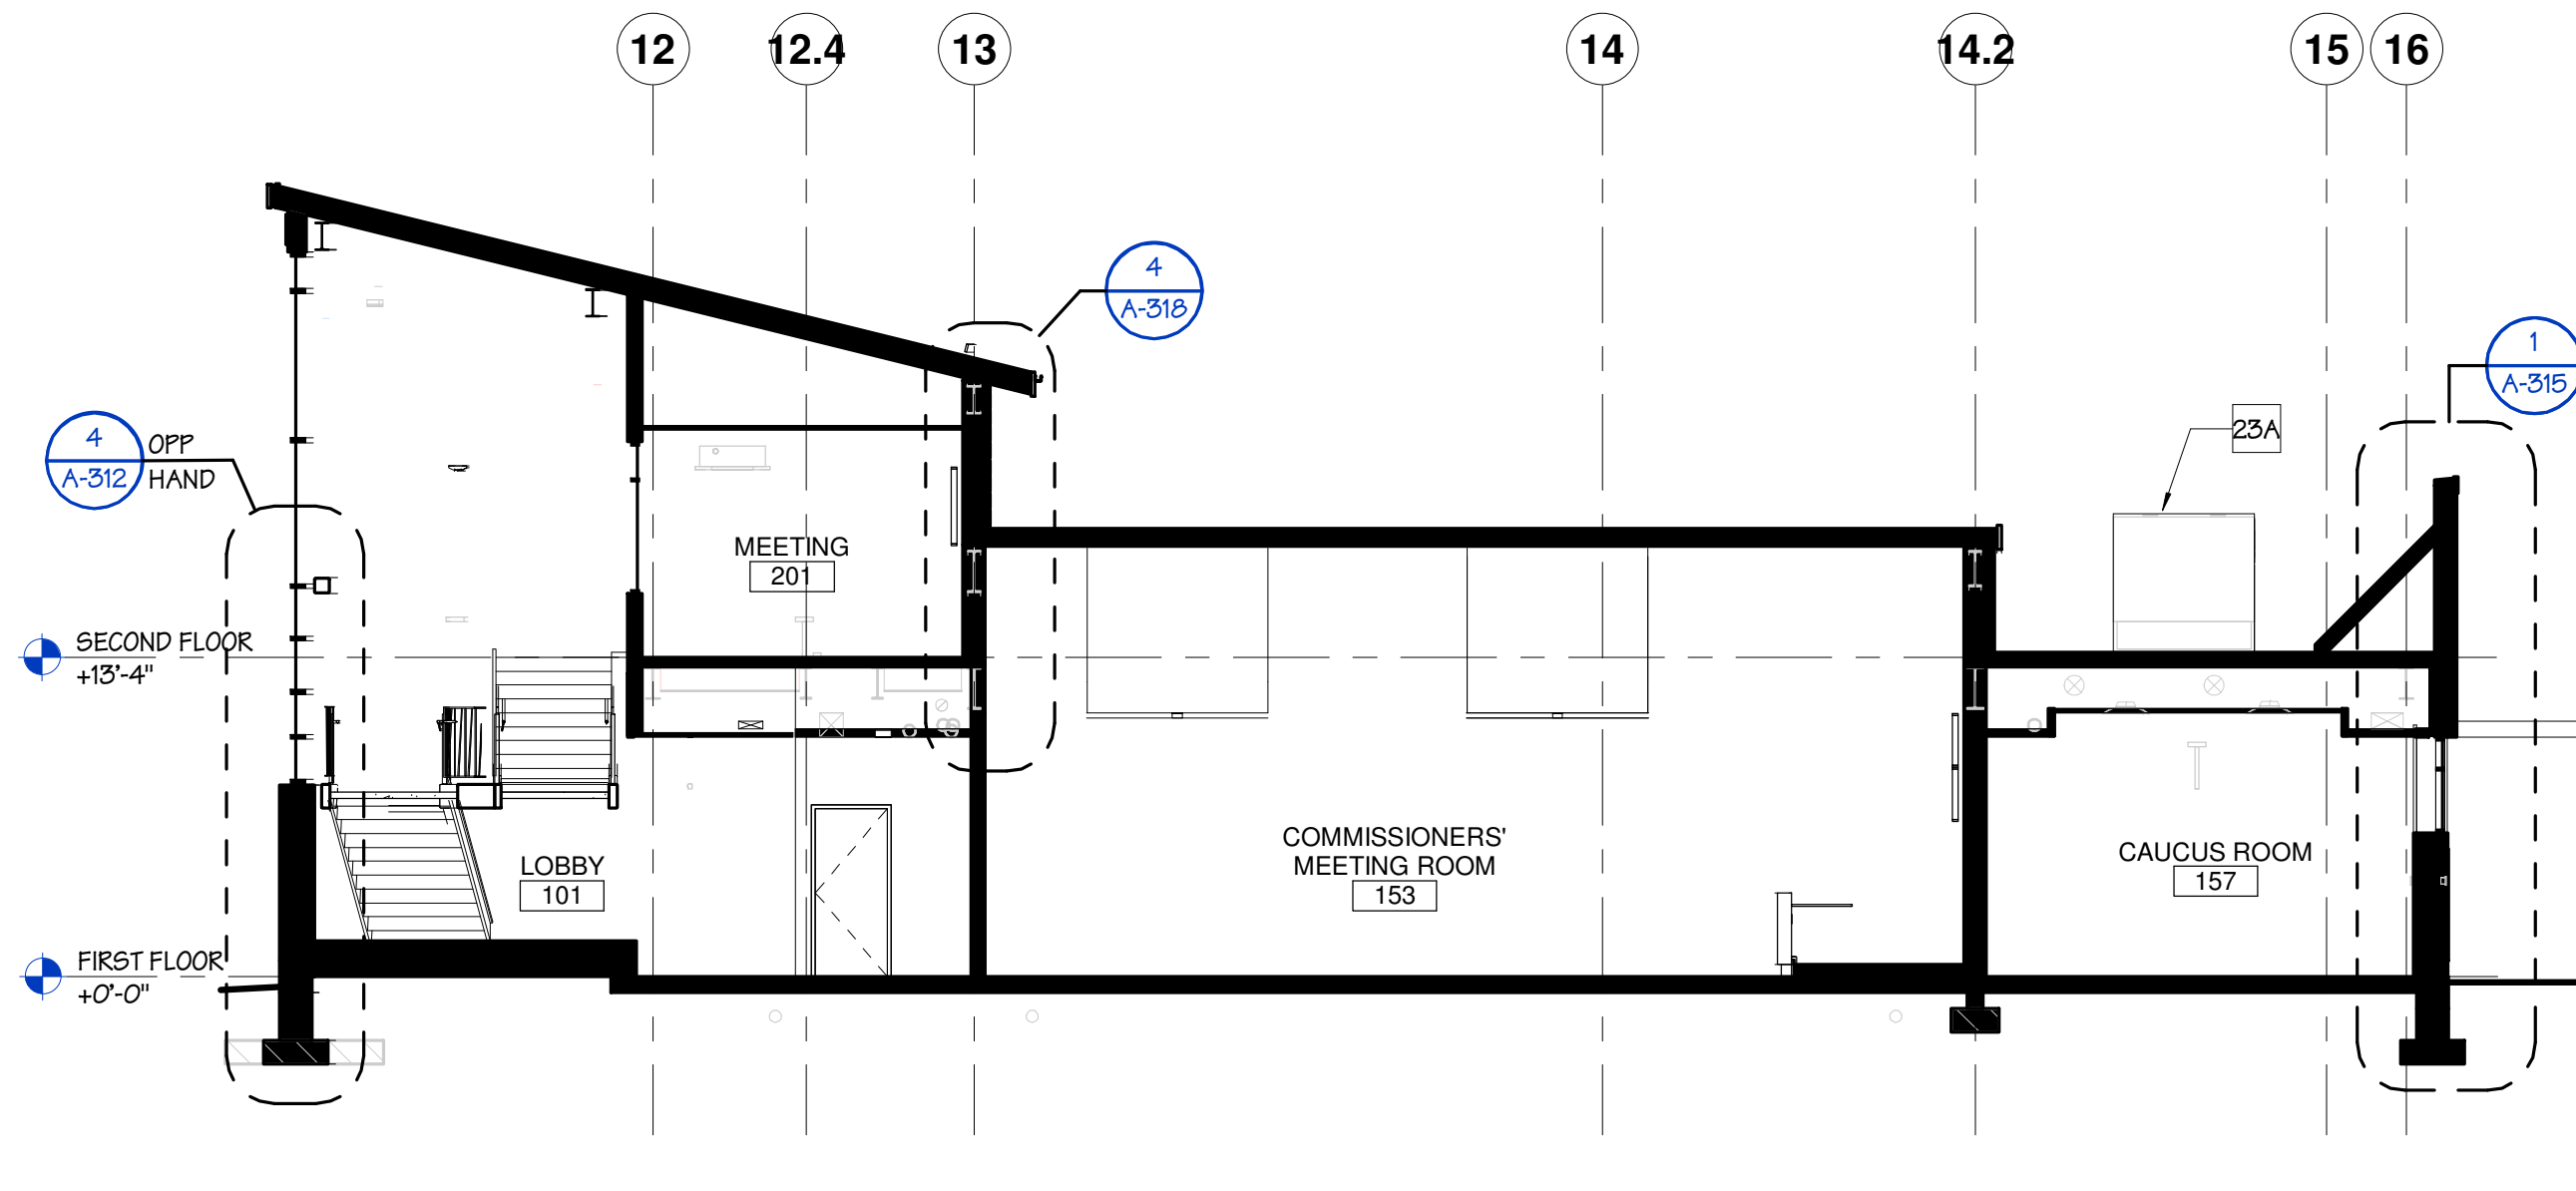 12
12.4
13
14
14.2
15
16
4
A-318
1
A-315
23A
4
A-312
OPP
HAND
MEETING
201
SECOND FLOOR
+13'-4"
COMMISSIONERS'
MEETING ROOM
153
CAUCUS ROOM
157
LOBBY
101
FIRST FLOOR
+0'-0"